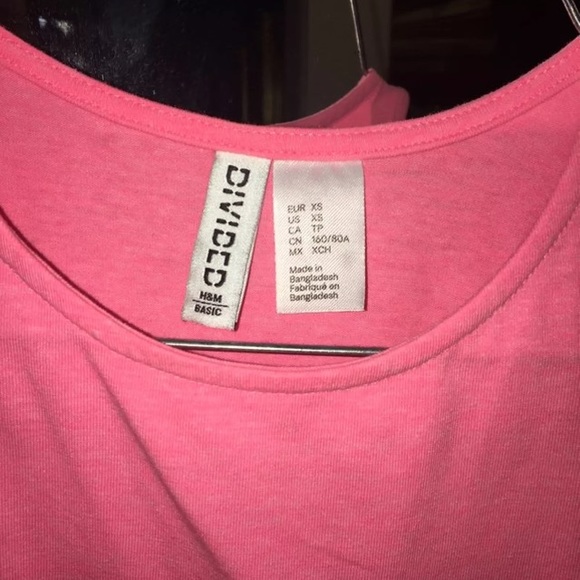 DIVIDED
H&M
BASIC
EUR XS
US XS
CA TP
CN 160/80A
MX XCH
Made in
Bangladesh
Fabriqué en
Bangladesh